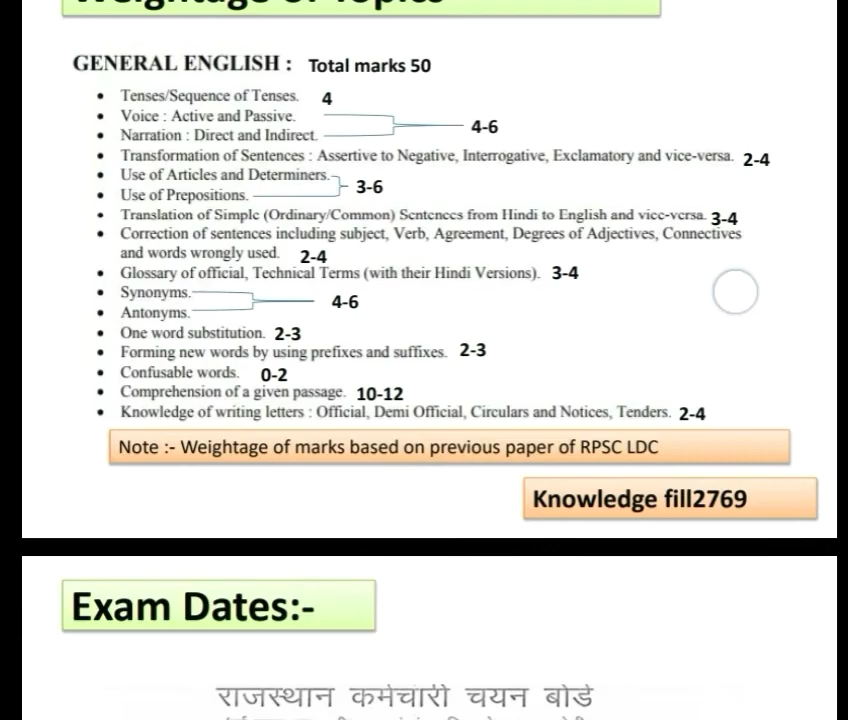 Weightage of Topics
GENERAL ENGLISH : Total marks 50
• Tenses/Sequence of Tenses. 4
• Voice : Active and Passive.
• Narration : Direct and Indirect. 4-6
• Transformation of Sentences : Assertive to Negative, Interrogative, Exclamatory and vice-versa. 2-4
• Use of Articles and Determiners.
• Use of Prepositions. 3-6
• Translation of Simple (Ordinary/Common) Sentences from Hindi to English and vice-versa. 3-4
• Correction of sentences including subject, Verb, Agreement, Degrees of Adjectives, Connectives
and words wrongly used. 2-4
• Glossary of official, Technical Terms (with their Hindi Versions). 3-4
• Synonyms.
• Antonyms. 4-6
• One word substitution. 2-3
• Forming new words by using prefixes and suffixes. 2-3
• Confusable words. 0-2
• Comprehension of a given passage. 10-12
• Knowledge of writing letters : Official, Demi Official, Circulars and Notices, Tenders. 2-4
Note :- Weightage of marks based on previous paper of RPSC LDC
Knowledge fill2769
Exam Dates:-
राजस्थान कर्मचारी चयन बोर्ड